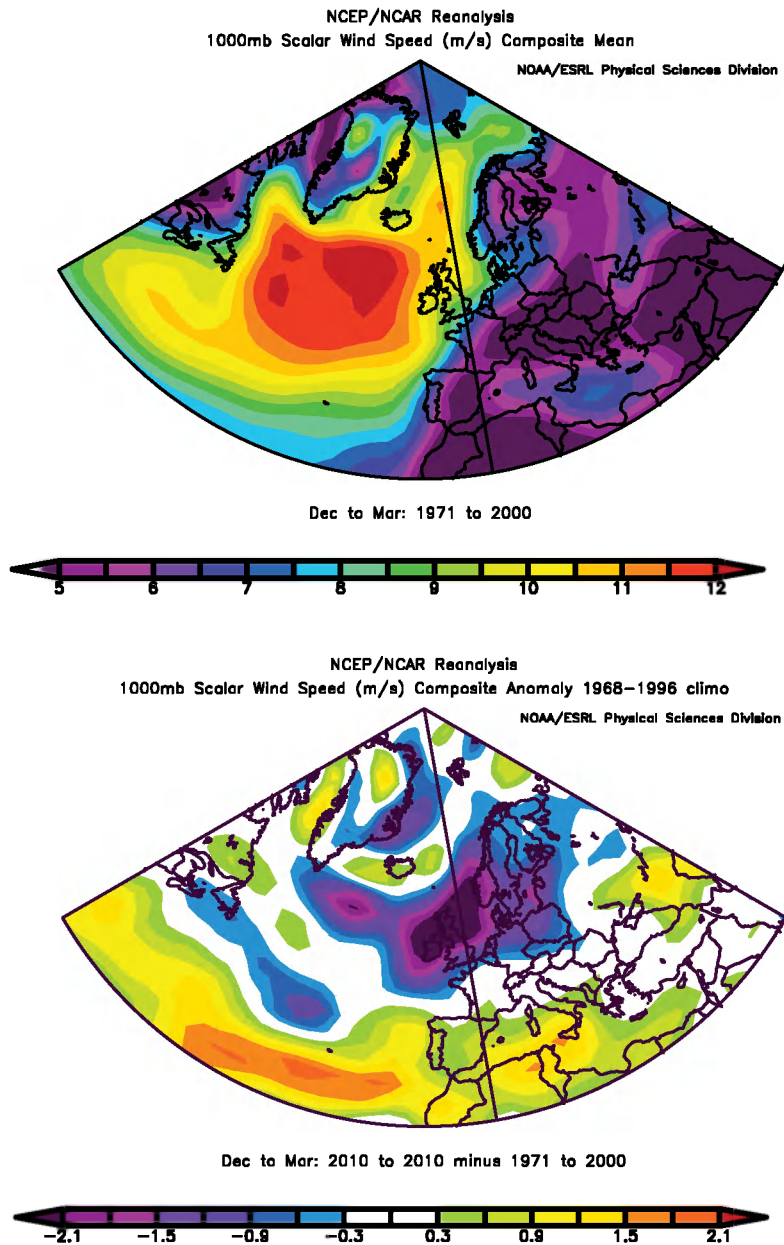 NCEP/NCAR Reanalysis
1000mb Scalar Wind Speed (m/s) Composite Mean
NOAA/ESRL Physical Sciences Division
Dec to Mar: 1971 to 2000
5 6 7 8 9 10 11 12
NCEP/NCAR Reanalysis
1000mb Scalar Wind Speed (m/s) Composite Anomaly 1968-1996 climo
NOAA/ESRL Physical Sciences Division
Dec to Mar: 2010 to 2010 minus 1971 to 2000
-2.1 -1.5 -0.9 -0.3 0.3 0.9 1.5 2.1